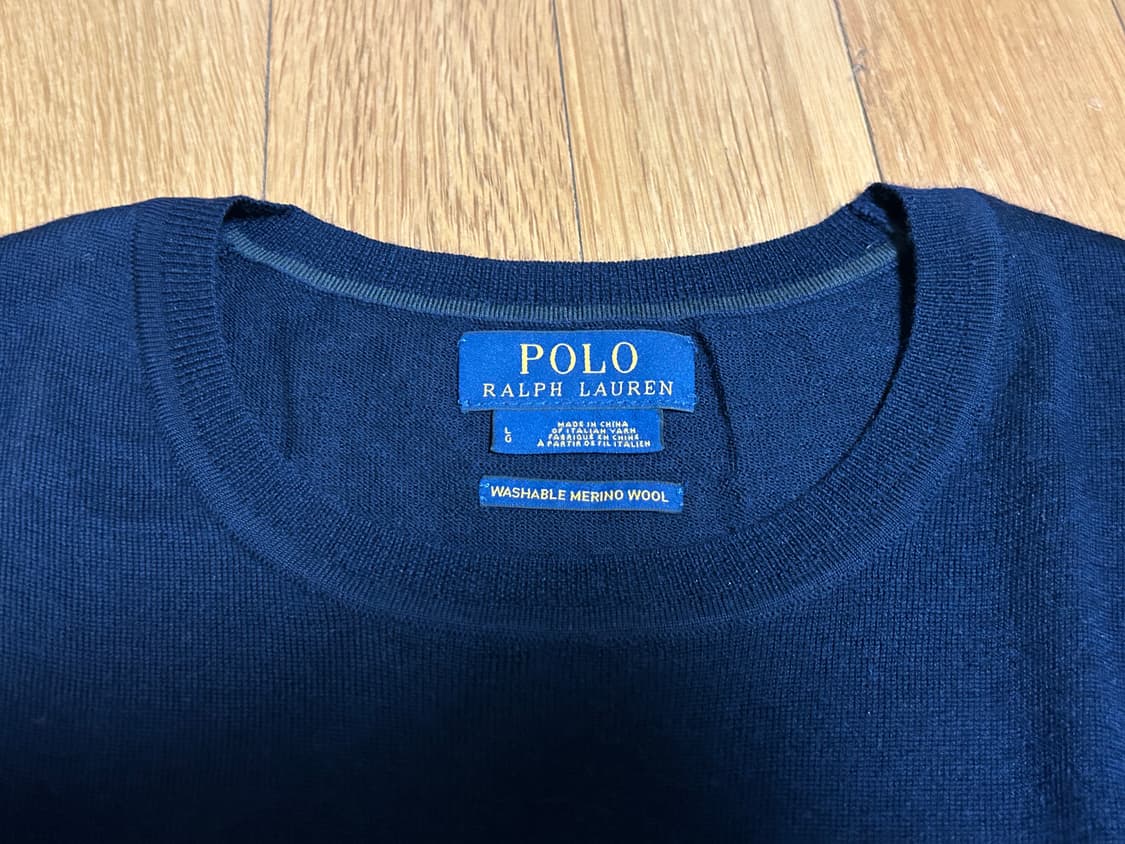 POLO
RALPH LAUREN
L
G
MADE IN CHINA
OF ITALIAN YARN
FABRIQUÉ EN CHINE
À PARTIR DE FIL ITALIEN
WASHABLE MERINO WOOL